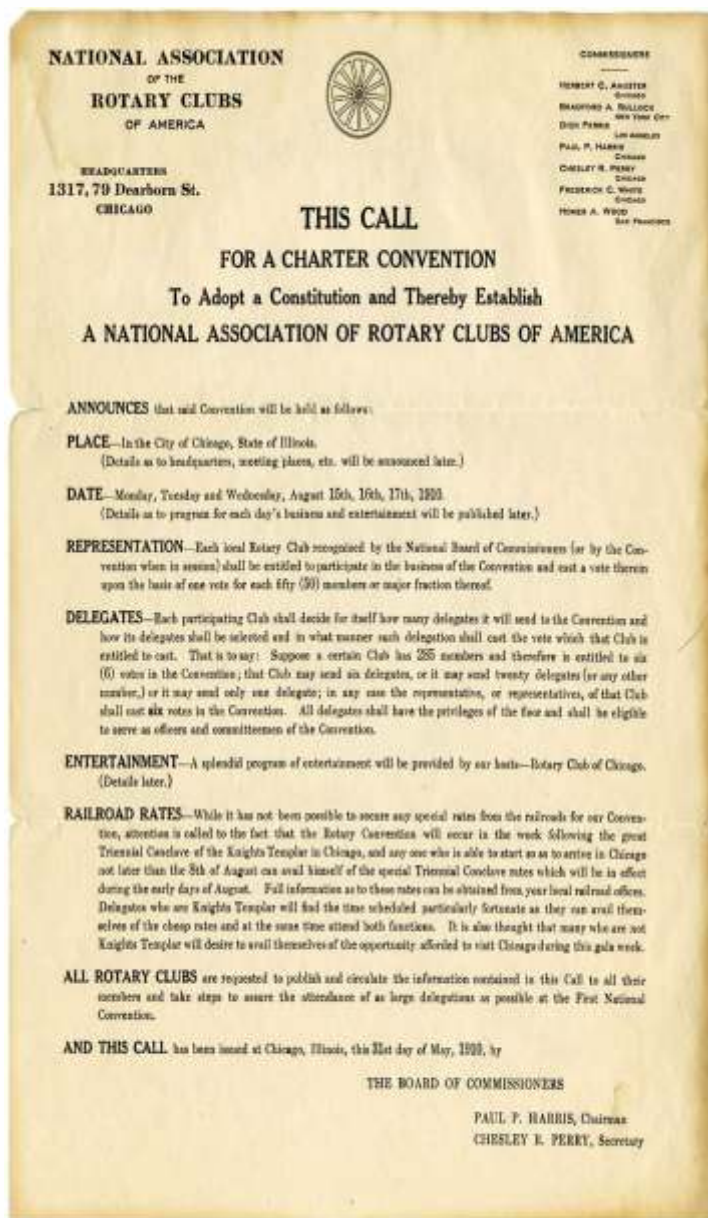 NATIONAL ASSOCIATION
OF THE
ROTARY CLUBS
OF AMERICA
HEADQUARTERS
1317, 79 Dearborn St.
CHICAGO
COMMISSIONERS
HERBERT C. ANGSTER
CHICAGO
BRADFORD A. BULLOCK
NEW YORK CITY
DICK FERRIS
LOS ANGELES
PAUL P. HARRIS
CHICAGO
CHESLEY R. PERRY
CHICAGO
FREDERICK C. WHITE
CHICAGO
HOMER A. WOOD
SAN FRANCISCO
THIS CALL
FOR A CHARTER CONVENTION
To Adopt a Constitution and Thereby Establish
A NATIONAL ASSOCIATION OF ROTARY CLUBS OF AMERICA
ANNOUNCES that said Convention will be held as follows:
PLACE—In the City of Chicago, State of Illinois.
(Details as to headquarters, meeting places, etc. will be announced later.)
DATE—Monday, Tuesday and Wednesday, August 15th, 16th, 17th, 1910.
(Details as to program for each day's business and entertainment will be published later.)
REPRESENTATION—Each local Rotary Club recognized by the National Board of Commissioners (or by the Con-
vention when in session) shall be entitled to participate in the business of the Convention and cast a vote therein
upon the basis of one vote for each fifty (50) members or major fraction thereof.
DELEGATES—Each participating Club shall decide for itself how many delegates it will send to the Convention and
how its delegates shall be selected and in what manner such delegation shall cast the vote which that Club is
entitled to cast. That is to say: Suppose a certain Club has 285 members and therefore is entitled to six
(6) votes in the Convention; that Club may send six delegates, or it may send twenty delegates (or any other
number,) or it may send only one delegate; in any case the representative, or representatives, of that Club
shall cast six votes in the Convention. All delegates shall have the privileges of the floor and shall be eligible
to serve as officers and committeemen of the Convention.
ENTERTAINMENT—A splendid program of entertainment will be provided by our hosts—Rotary Club of Chicago.
(Details later.)
RAILROAD RATES—While it has not been possible to secure any special rates from the railroads for our Conven-
tion, attention is called to the fact that the Rotary Convention will occur in the week following the great
Triennial Conclave of the Knights Templar in Chicago, and any one who is able to start so as to arrive in Chicago
not later than the 8th of August can avail himself of the special Triennial Conclave rates which will be in effect
during the early days of August. Full information as to these rates can be obtained from your local railroad offices.
Delegates who are Knights Templar will find the time scheduled particularly fortunate as they can avail them-
selves of the cheap rates and at the same time attend both functions. It is also thought that many who are not
Knights Templar will desire to avail themselves of the opportunity afforded to visit Chicago during this gala week.
ALL ROTARY CLUBS are requested to publish and circulate the information contained in this Call to all their
members and take steps to assure the attendance of as large delegations as possible at the First National
Convention.
AND THIS CALL has been issued at Chicago, Illinois, this 31st day of May, 1910, by
THE BOARD OF COMMISSIONERS
PAUL P. HARRIS, Chairman
CHESLEY R. PERRY, Secretary